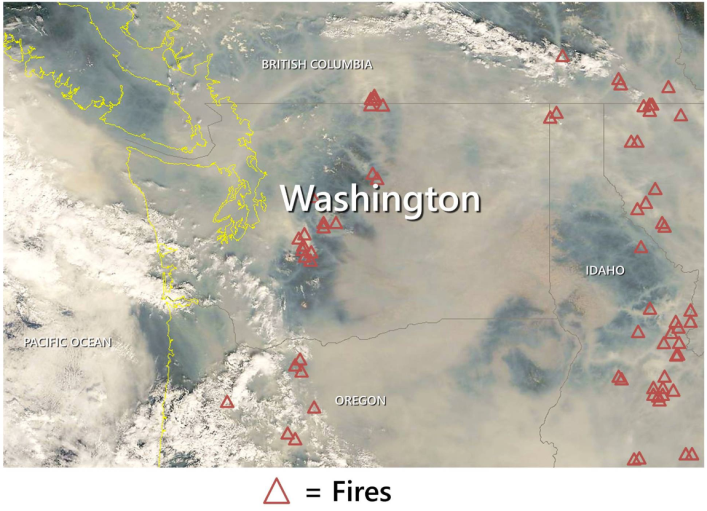 BRITISH COLUMBIA
Washington
IDAHO
PACIFIC OCEAN
OREGON
= Fires